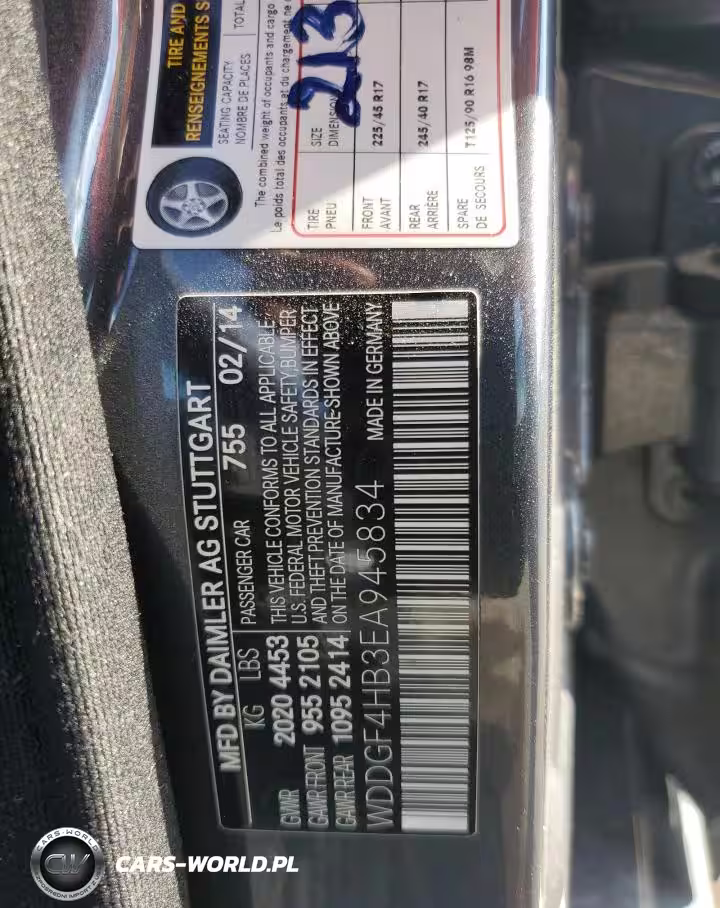 TIRE AND
RENSEIGNEMENTS S
SEATING CAPACITY
NOMBRE DE PLACES
TOTAL
The combined weight of occupants and cargo
Le poids total des occupants et du chargement ne
213
TIRE
PNEU
SIZE
DIMENSION
FRONT
AVANT
225/45 R17
REAR
ARRIÈRE
245/40 R17
SPARE
DE SECOURS
T125/90 R16 98M
MFD BY DAIMLER AG STUTTGART
KG LBS PASSENGER CAR 755 02/14
GVWR 2020 4453 THIS VEHICLE CONFORMS TO ALL APPLICABLE
GAWR FRONT 955 2105 U.S. FEDERAL MOTOR VEHICLE SAFETY/BUMPER
GAWR REAR 1095 2414 AND THEFT PREVENTION STANDARDS IN EFFECT
ON THE DATE OF MANUFACTURE SHOWN ABOVE
WDDGF4HB3EA945834 MADE IN GERMANY
CARS-WORLD
CW
CARS-WORLD.PL